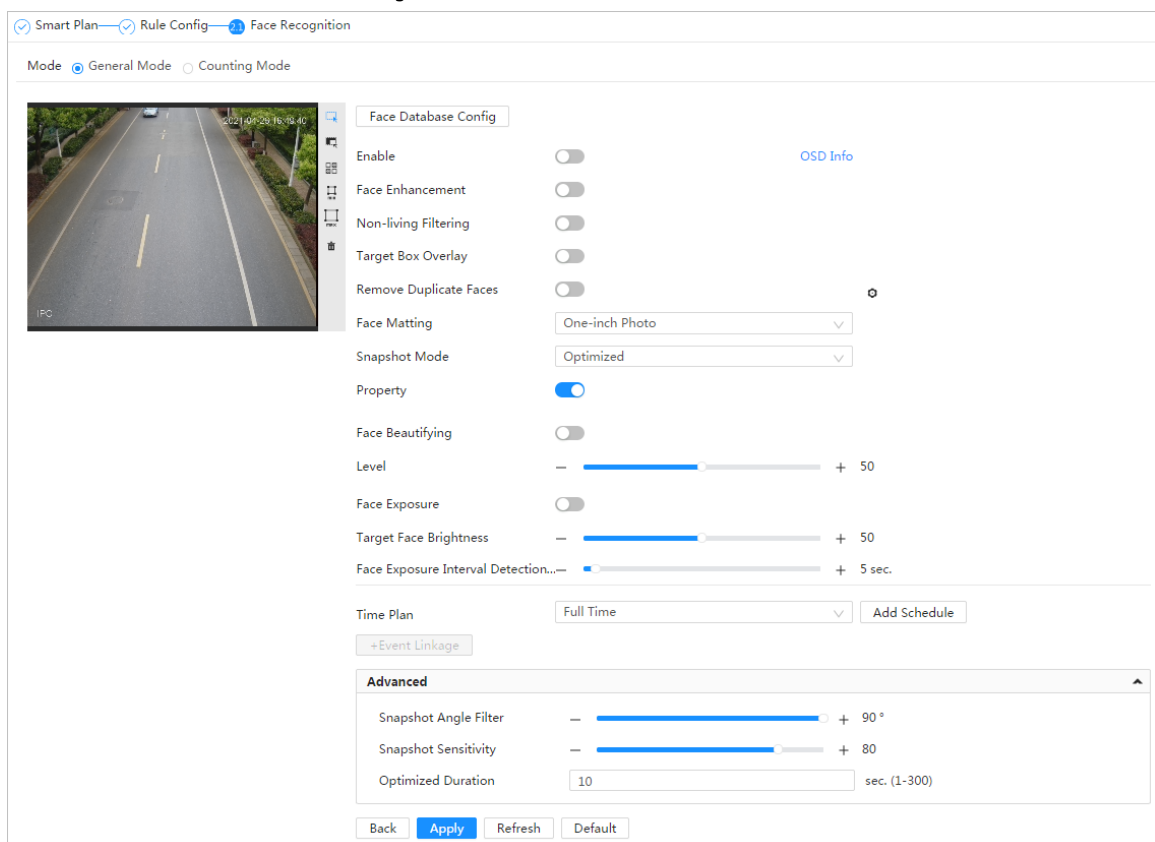 Smart Plan Rule Config 2.1 Face Recognition
Mode General Mode Counting Mode
2021-04-29 16:49:40
IPC
Face Database Config
Enable OSD Info
Face Enhancement
Non-living Filtering
Target Box Overlay
Remove Duplicate Faces
Face Matting One-inch Photo
Snapshot Mode Optimized
Property
Face Beautifying
Level − + 50
Face Exposure
Target Face Brightness − + 50
Face Exposure Interval Detection... − + 5 sec.
Time Plan Full Time Add Schedule
+Event Linkage
Advanced
Snapshot Angle Filter − + 90 °
Snapshot Sensitivity − + 80
Optimized Duration 10 sec. (1-300)
Back Apply Refresh Default